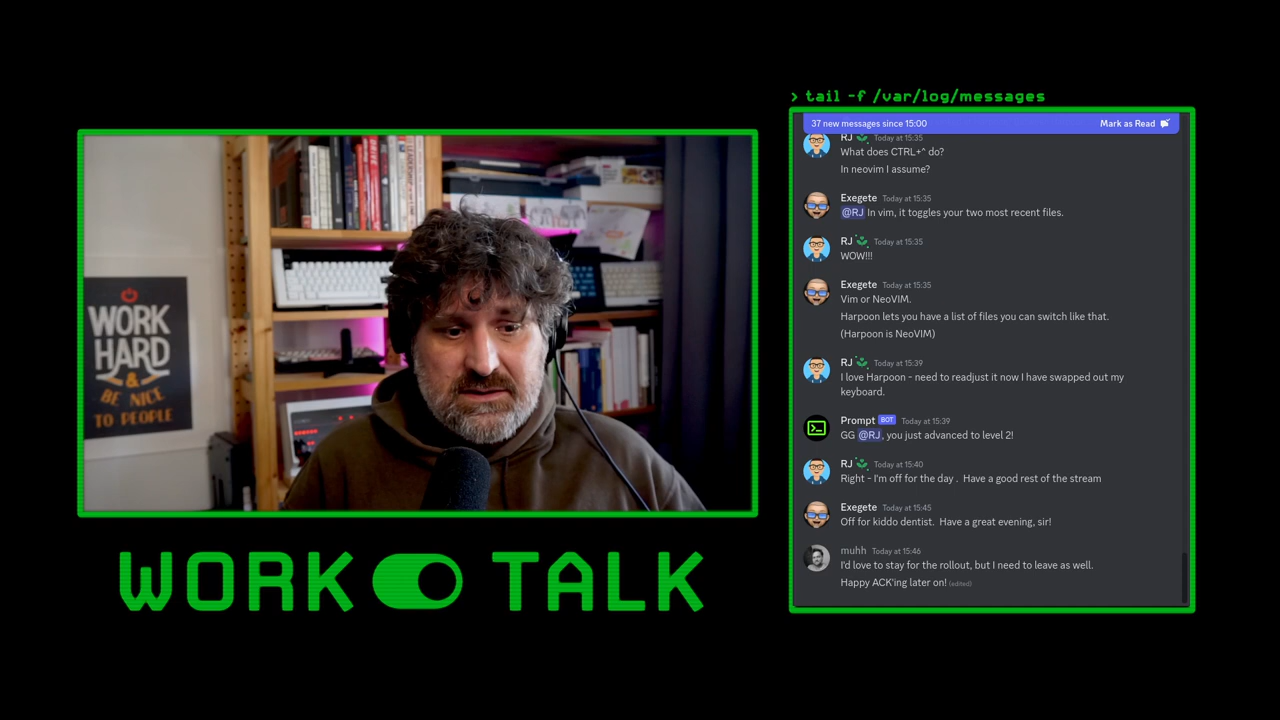 > tail -f /var/log/messages
37 new messages since 15:00 Mark as Read
RJ Today at 15:35
What does CTRL+^ do?
In neovim I assume?
Exegete Today at 15:35
@RJ In vim, it toggles your two most recent files.
RJ Today at 15:35
WOW!!!
Exegete Today at 15:35
Vim or NeoVIM.
Harpoon lets you have a list of files you can switch like that.
(Harpoon is NeoVIM)
RJ Today at 15:39
I love Harpoon - need to readjust it now I have swapped out my
keyboard.
Prompt BOT Today at 15:39
GG @RJ, you just advanced to level 2!
RJ Today at 15:40
Right - I'm off for the day . Have a good rest of the stream
Exegete Today at 15:45
Off for kiddo dentist. Have a great evening, sir!
muhh Today at 15:46
I'd love to stay for the rollout, but I need to leave as well.
Happy ACK'ing later on! (edited)
DRIVE
WORK
HARD
&
BE NICE
TO PEOPLE
WORK TALK